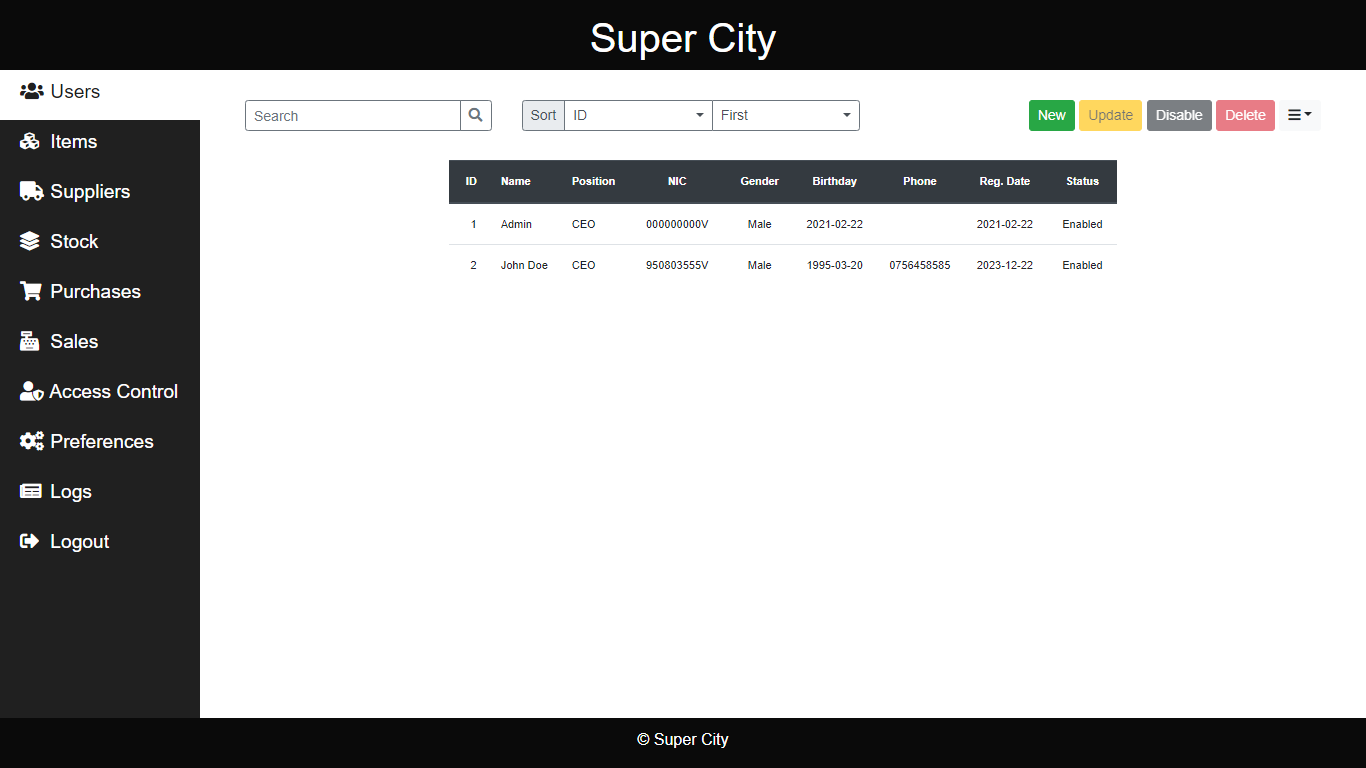 Super City
Users
Items
Suppliers
Stock
Purchases
Sales
Access Control
Preferences
Logs
Logout
Search Sort ID First New Update Disable Delete
ID Name Position NIC Gender Birthday Phone Reg. Date Status
1 Admin CEO 000000000V Male 2021-02-22 2021-02-22 Enabled
2 John Doe CEO 950803555V Male 1995-03-20 0756458585 2023-12-22 Enabled
© Super City